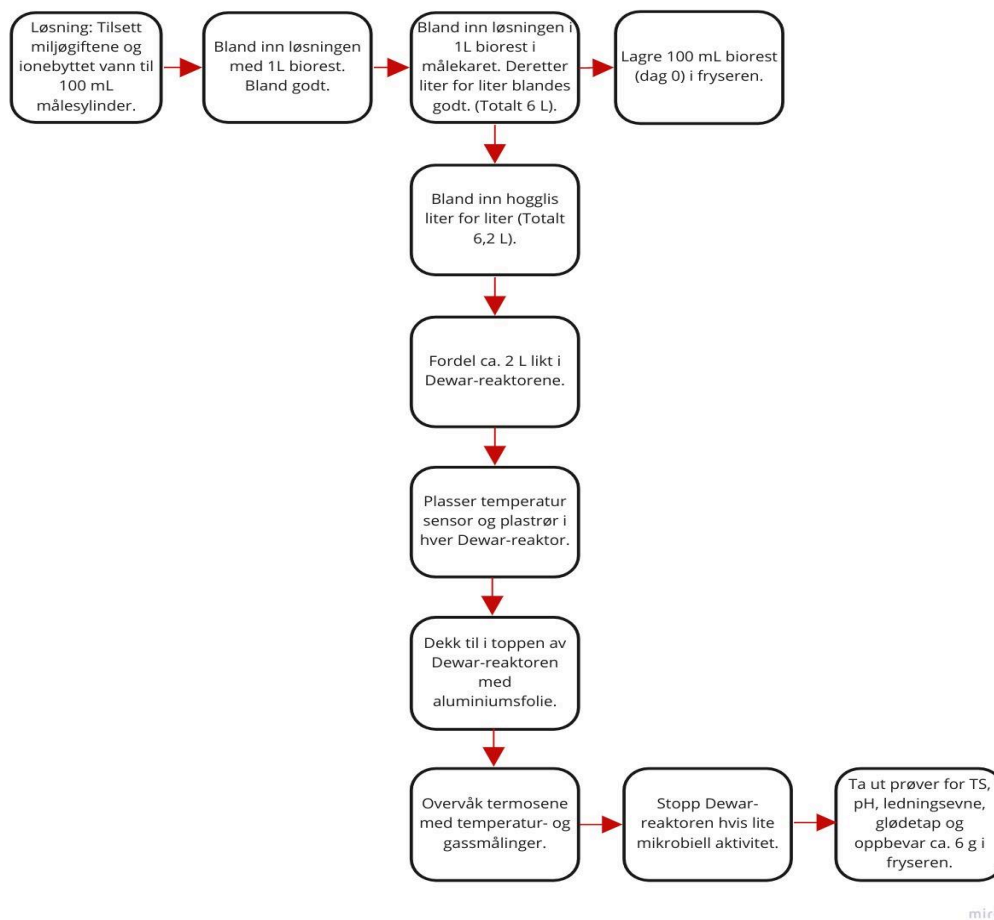 Løsning: Tilsett
miljøgiftene og
ionebyttet vann til
100 mL
målesylinder.
Bland inn løsningen
med 1L biorest.
Bland godt.
Bland inn løsningen i
1L biorest i
målekaret. Deretter
liter for liter blandes
godt. (Totalt 6 L).
Lagre 100 mL biorest
(dag 0) i fryseren.
Bland inn hogglis
liter for liter (Totalt
6,2 L).
Fordel ca. 2 L likt i
Dewar-reaktorene.
Plasser temperatur
sensor og plastrør i
hver Dewar-reaktor.
Dekk til i toppen av
Dewar-reaktoren
med
aluminiumsfolie.
Overvåk termosene
med temperatur- og
gassmålinger.
Stopp Dewar-
reaktoren hvis lite
mikrobiell aktivitet.
Ta ut prøver for TS,
pH, ledningsevne,
glødetap og
oppbevar ca. 6 g i
fryseren.
mir